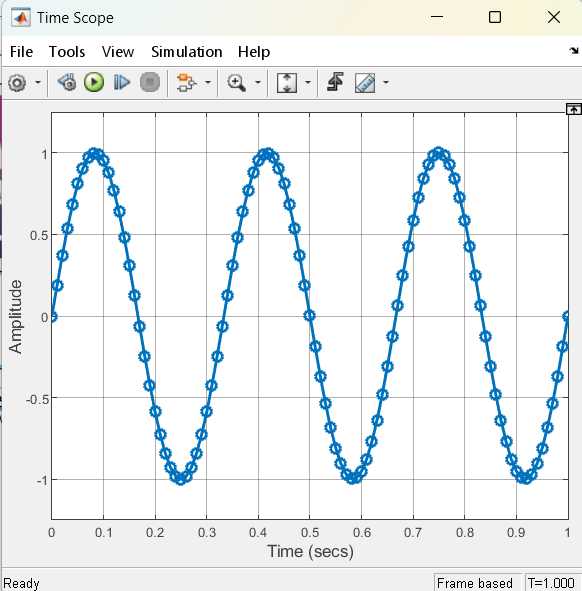 Time Scope
File Tools View Simulation Help
1
0.5
0
-0.5
-1
Amplitude
0 0.1 0.2 0.3 0.4 0.5 0.6 0.7 0.8 0.9 1
Time (secs)
Ready Frame based T=1.000